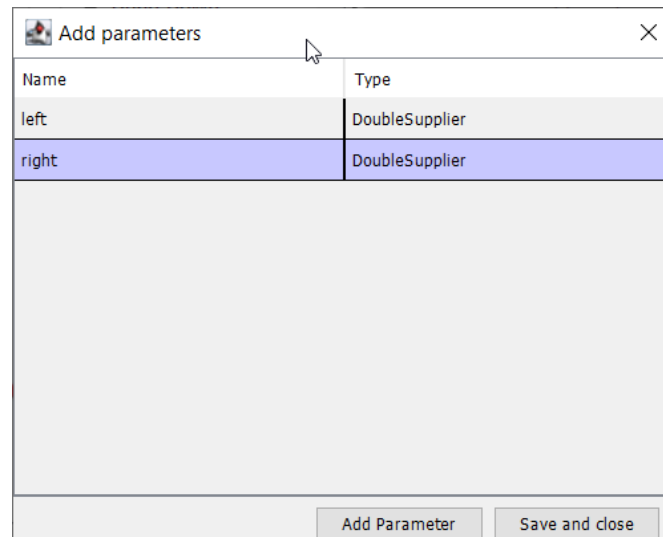 Add parameters
Name Type
left DoubleSupplier
right DoubleSupplier
Add Parameter Save and close